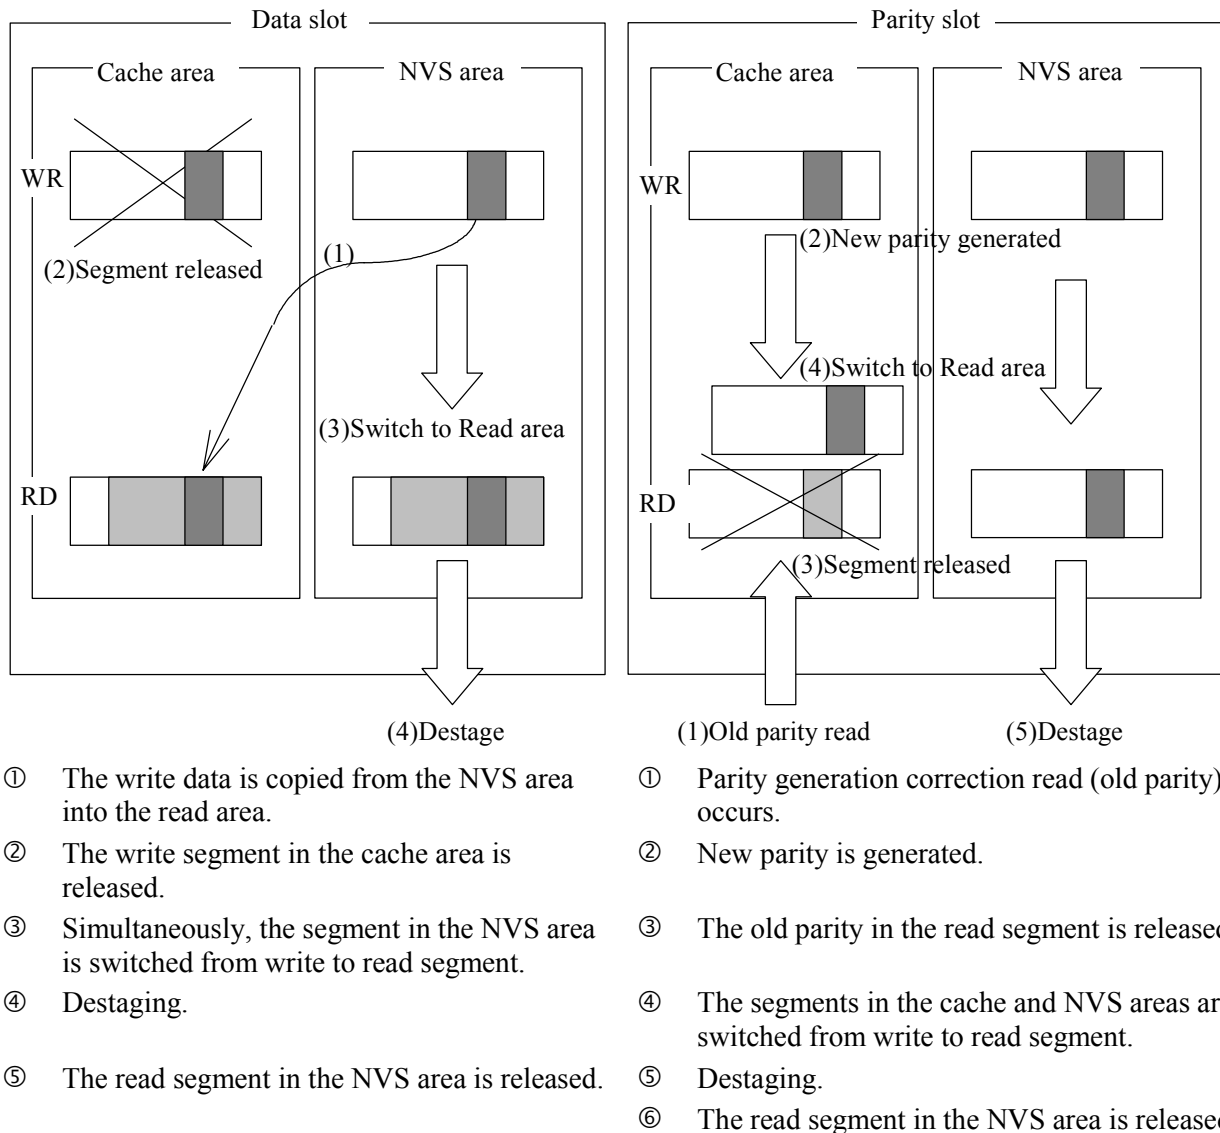 Data slot
Cache area
NVS area
WR
(1)
(2)Segment released
(3)Switch to Read area
RD
(4)Destage
Parity slot
Cache area
NVS area
WR
(2)New parity generated
(4)Switch to Read area
RD
(3)Segment released
(1)Old parity read
(5)Destage
① The write data is copied from the NVS area
into the read area.
② The write segment in the cache area is
released.
③ Simultaneously, the segment in the NVS area
is switched from write to read segment.
④ Destaging.
⑤ The read segment in the NVS area is released.
① Parity generation correction read (old parity)
occurs.
② New parity is generated.
③ The old parity in the read segment is released
④ The segments in the cache and NVS areas ar
switched from write to read segment.
⑤ Destaging.
⑥ The read segment in the NVS area is released